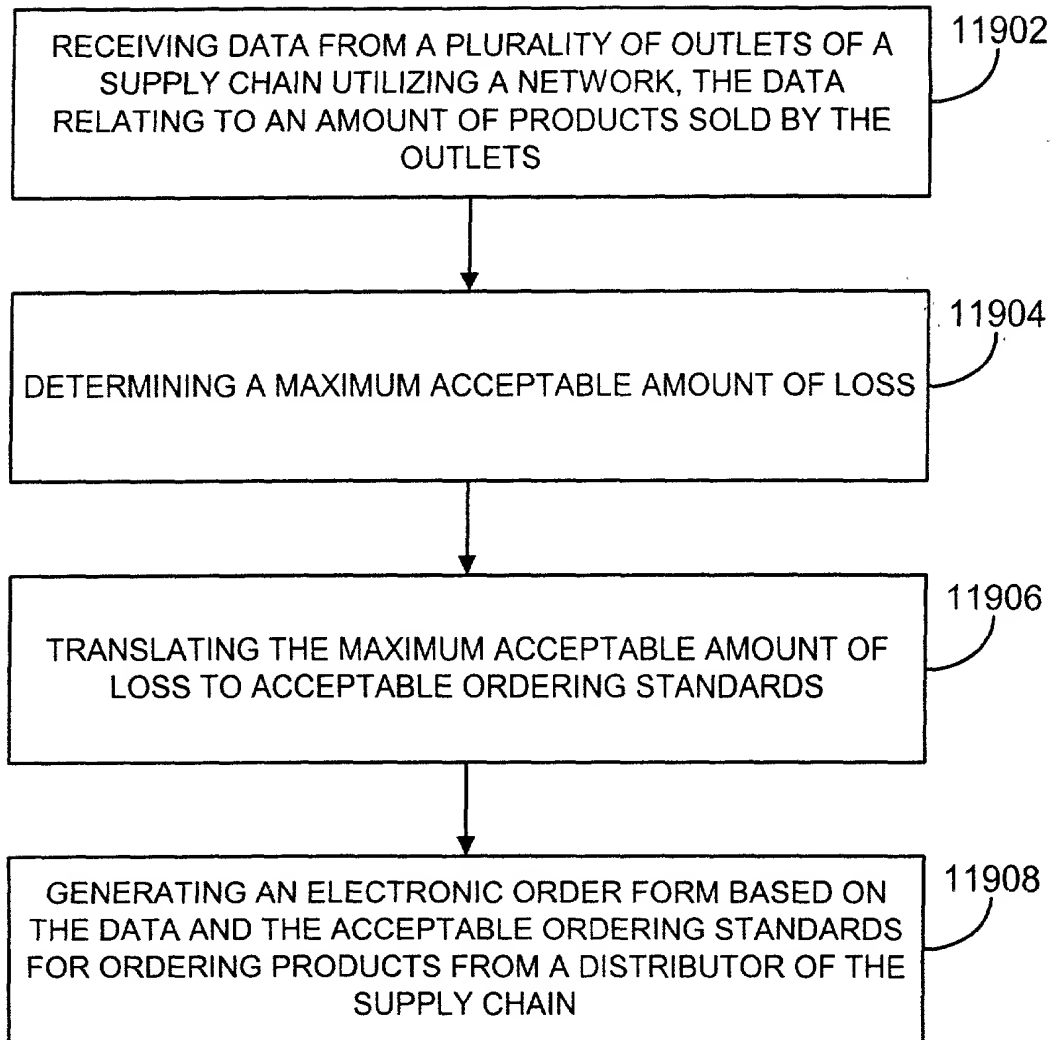 RECEIVING DATA FROM A PLURALITY OF OUTLETS OF A
SUPPLY CHAIN UTILIZING A NETWORK, THE DATA
RELATING TO AN AMOUNT OF PRODUCTS SOLD BY THE
OUTLETS
11902
DETERMINING A MAXIMUM ACCEPTABLE AMOUNT OF LOSS
11904
TRANSLATING THE MAXIMUM ACCEPTABLE AMOUNT OF
LOSS TO ACCEPTABLE ORDERING STANDARDS
11906
GENERATING AN ELECTRONIC ORDER FORM BASED ON
THE DATA AND THE ACCEPTABLE ORDERING STANDARDS
FOR ORDERING PRODUCTS FROM A DISTRIBUTOR OF THE
SUPPLY CHAIN
11908